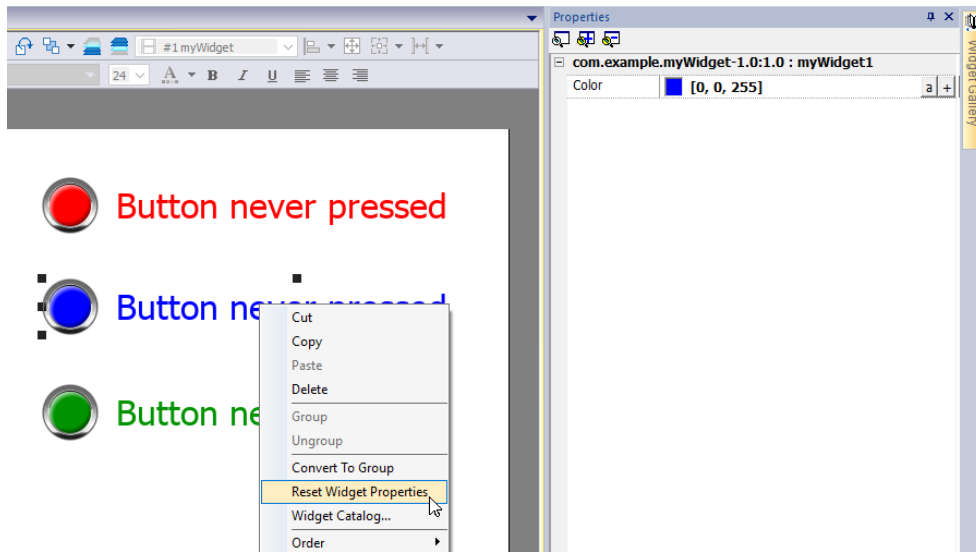 Properties
#1 myWidget
24
A
B
I
U
com.example.myWidget-1.0:1.0 : myWidget1
Color
[0, 0, 255]
a
+
Widget Gallery
Button never pressed
Button never pressed
Button ne
Cut
Copy
Paste
Delete
Group
Ungroup
Convert To Group
Reset Widget Properties
Widget Catalog...
Order